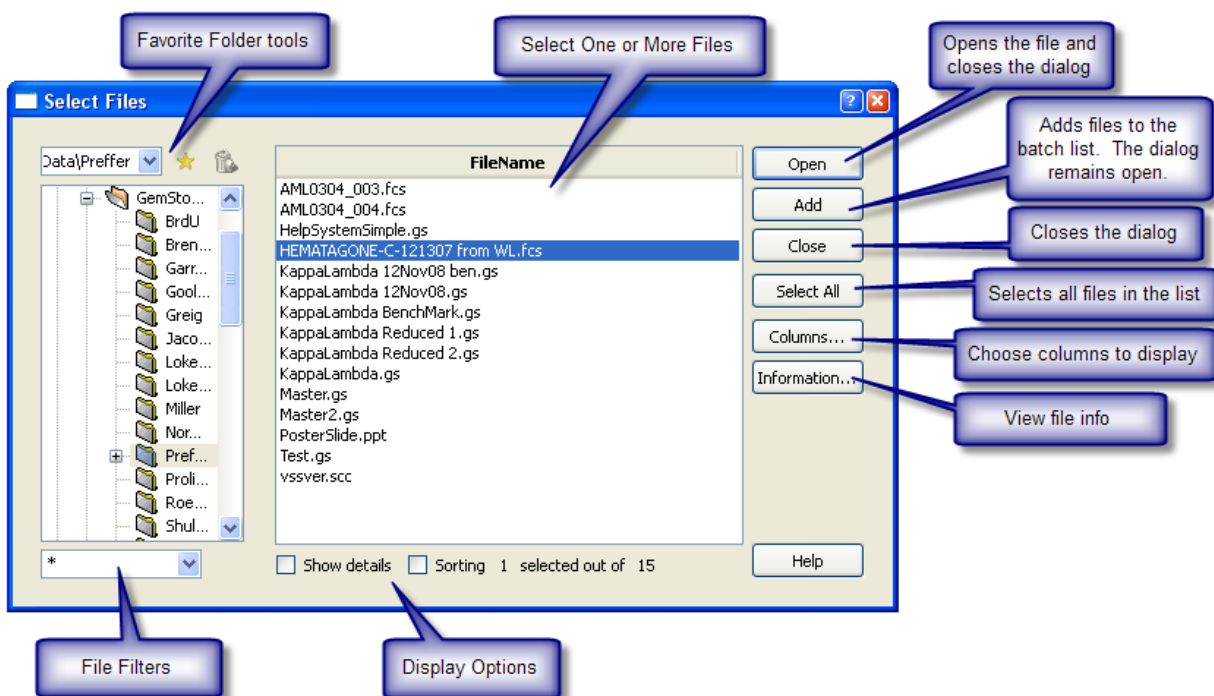 Favorite Folder tools
Select One or More Files
Opens the file and
closes the dialog
Select Files
Adds files to the
batch list. The dialog
remains open.
Data\Preffer
FileName
Open
Add
Close
Select All
Columns...
Information...
Closes the dialog
Selects all files in the list
Choose columns to display
View file info
GemSto...
BrdU
Bren...
Garr...
Gool...
Greig
Jaco...
Loke...
Loke...
Miller
Nor...
Pref...
Proli...
Roe...
Shul...
AML0304_003.fcs
AML0304_004.fcs
HelpSystemSimple.gs
HEMATAGONE-C-121307 from WL.fcs
KappaLambda 12Nov08 ben.gs
KappaLambda 12Nov08.gs
KappaLambda BenchMark.gs
KappaLambda Reduced 1.gs
KappaLambda Reduced 2.gs
KappaLambda.gs
Master.gs
Master2.gs
PosterSlide.ppt
Test.gs
vssver.scc
*
Show details Sorting 1 selected out of 15
Help
File Filters
Display Options